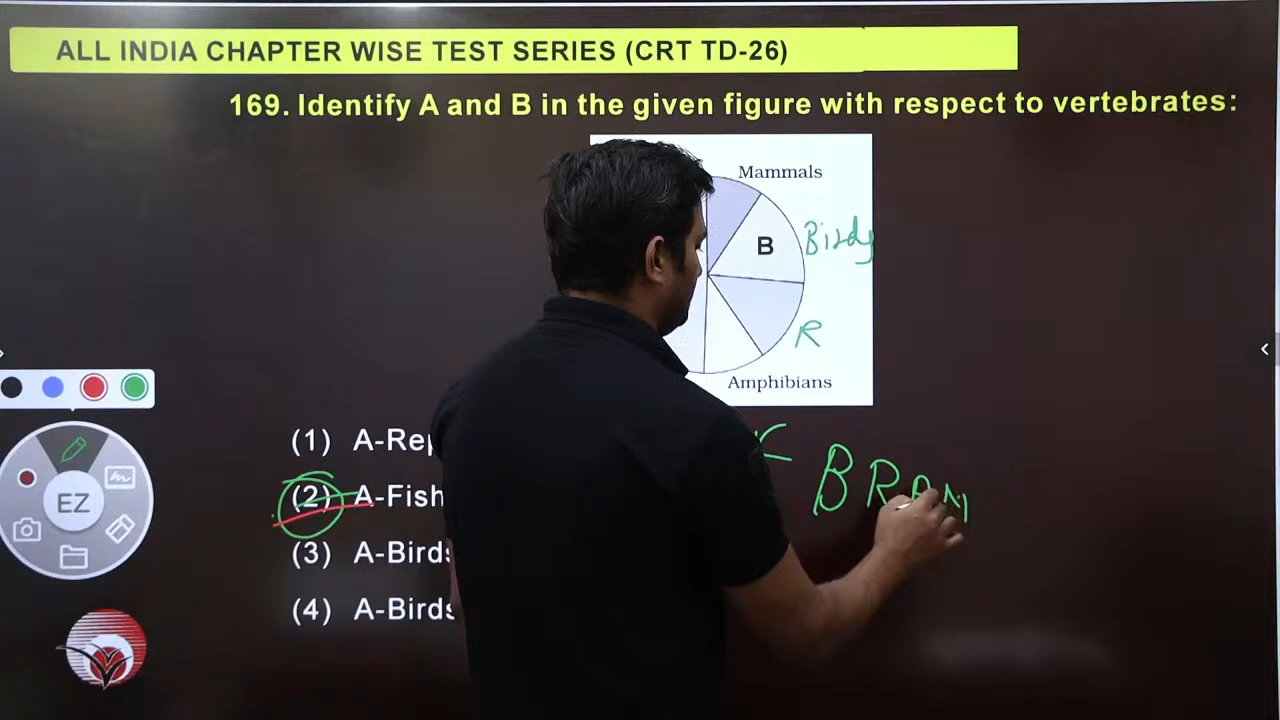 ALL INDIA CHAPTER WISE TEST SERIES (CRT TD-26)
169. Identify A and B in the given figure with respect to vertebrates:
Mammals
B Birds
R
Amphibians
(1) A-Rep
(2) A-Fish
(3) A-Birds
(4) A-Birds
B R A M
EZ